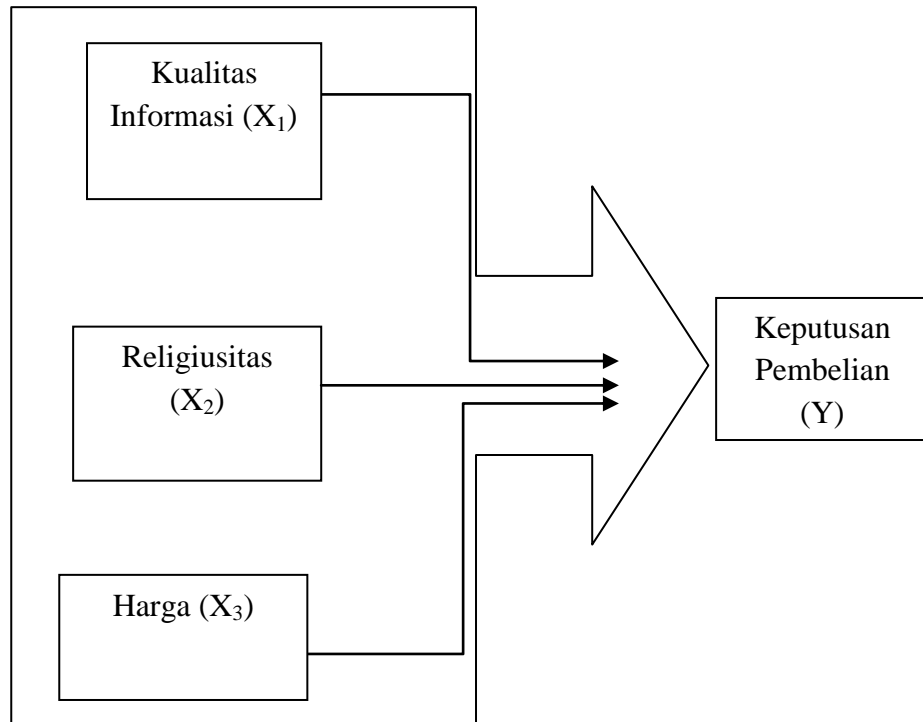 Kualitas
Informasi (X₁)
Religiusitas
(X₂)
Harga (X₃)
Keputusan
Pembelian
(Y)